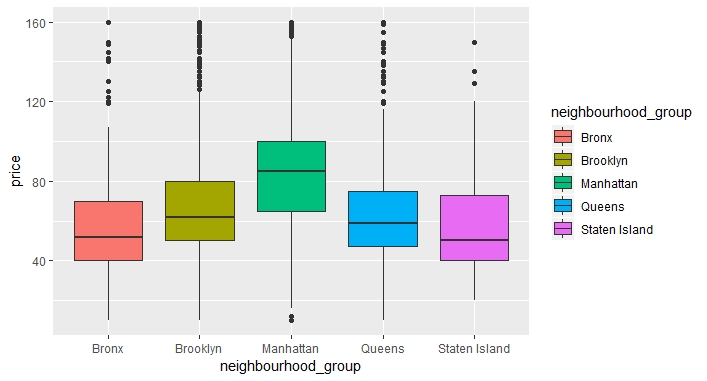 160
120
80
40
price
Bronx Brooklyn Manhattan Queens Staten Island
neighbourhood_group
neighbourhood_group
Bronx
Brooklyn
Manhattan
Queens
Staten Island